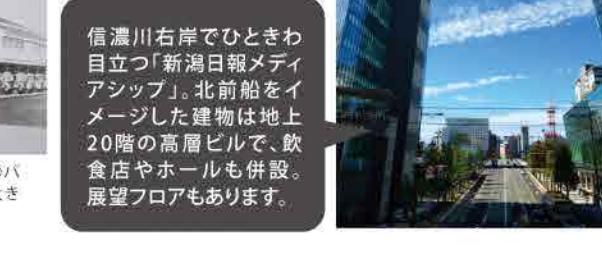 信濃川右岸でひときわ
目立つ「新潟日報メディ
アシップ」。北前船をイ
メージした建物は地上
20階の高層ビルで、飲
食店やホールも併設。
展望フロアもあります。